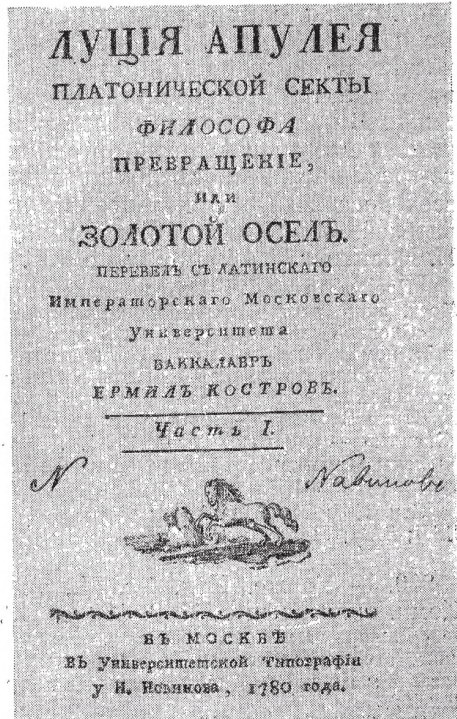 ЛУЦІЯ АПУЛЕЯ
ПЛАТОНИЧЕСКОЙ СЕКТЫ
ФИЛОСОФА
ПРЕВРАЩЕНІЕ,
ИЛИ
ЗОЛОТОЙ ОСЕЛЪ.
ПЕРЕВЕЛЪ СЪ ЛАТИНСКАГО
Императорскаго Московскаго
Университета
БАККАЛАВРЪ
ЕРМИЛЪ КОСТРОВЪ.
Часть I.
N
ВЪ МОСКВѢ
Въ Университетской Типографіи
у Н. Новикова, 1780 года.